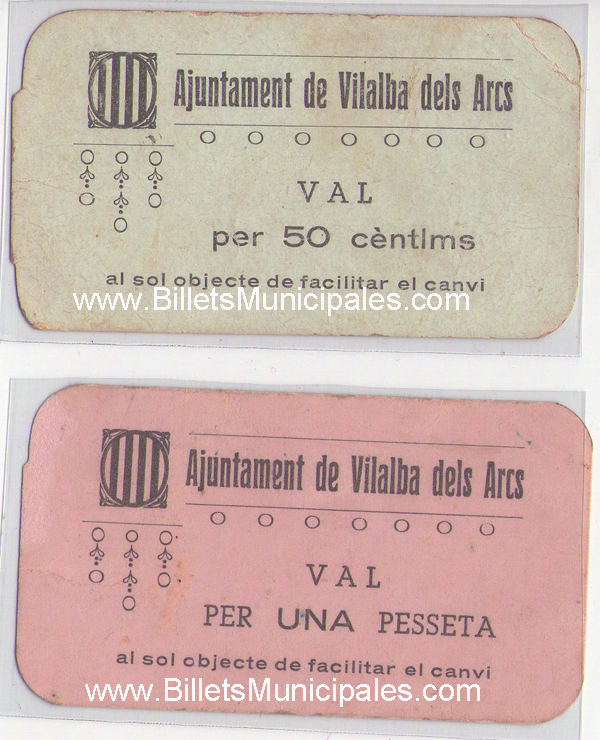 Ajuntament de Vilalba dels Arcs
VAL
per 50 cèntims
al sol objecte de facilitar el canvi
www.BilletsMunicipales.com
Ajuntament de Vilalba dels Arcs
VAL
PER UNA PESSETA
al sol objecte de facilitar el canvi
www.BilletsMunicipales.com